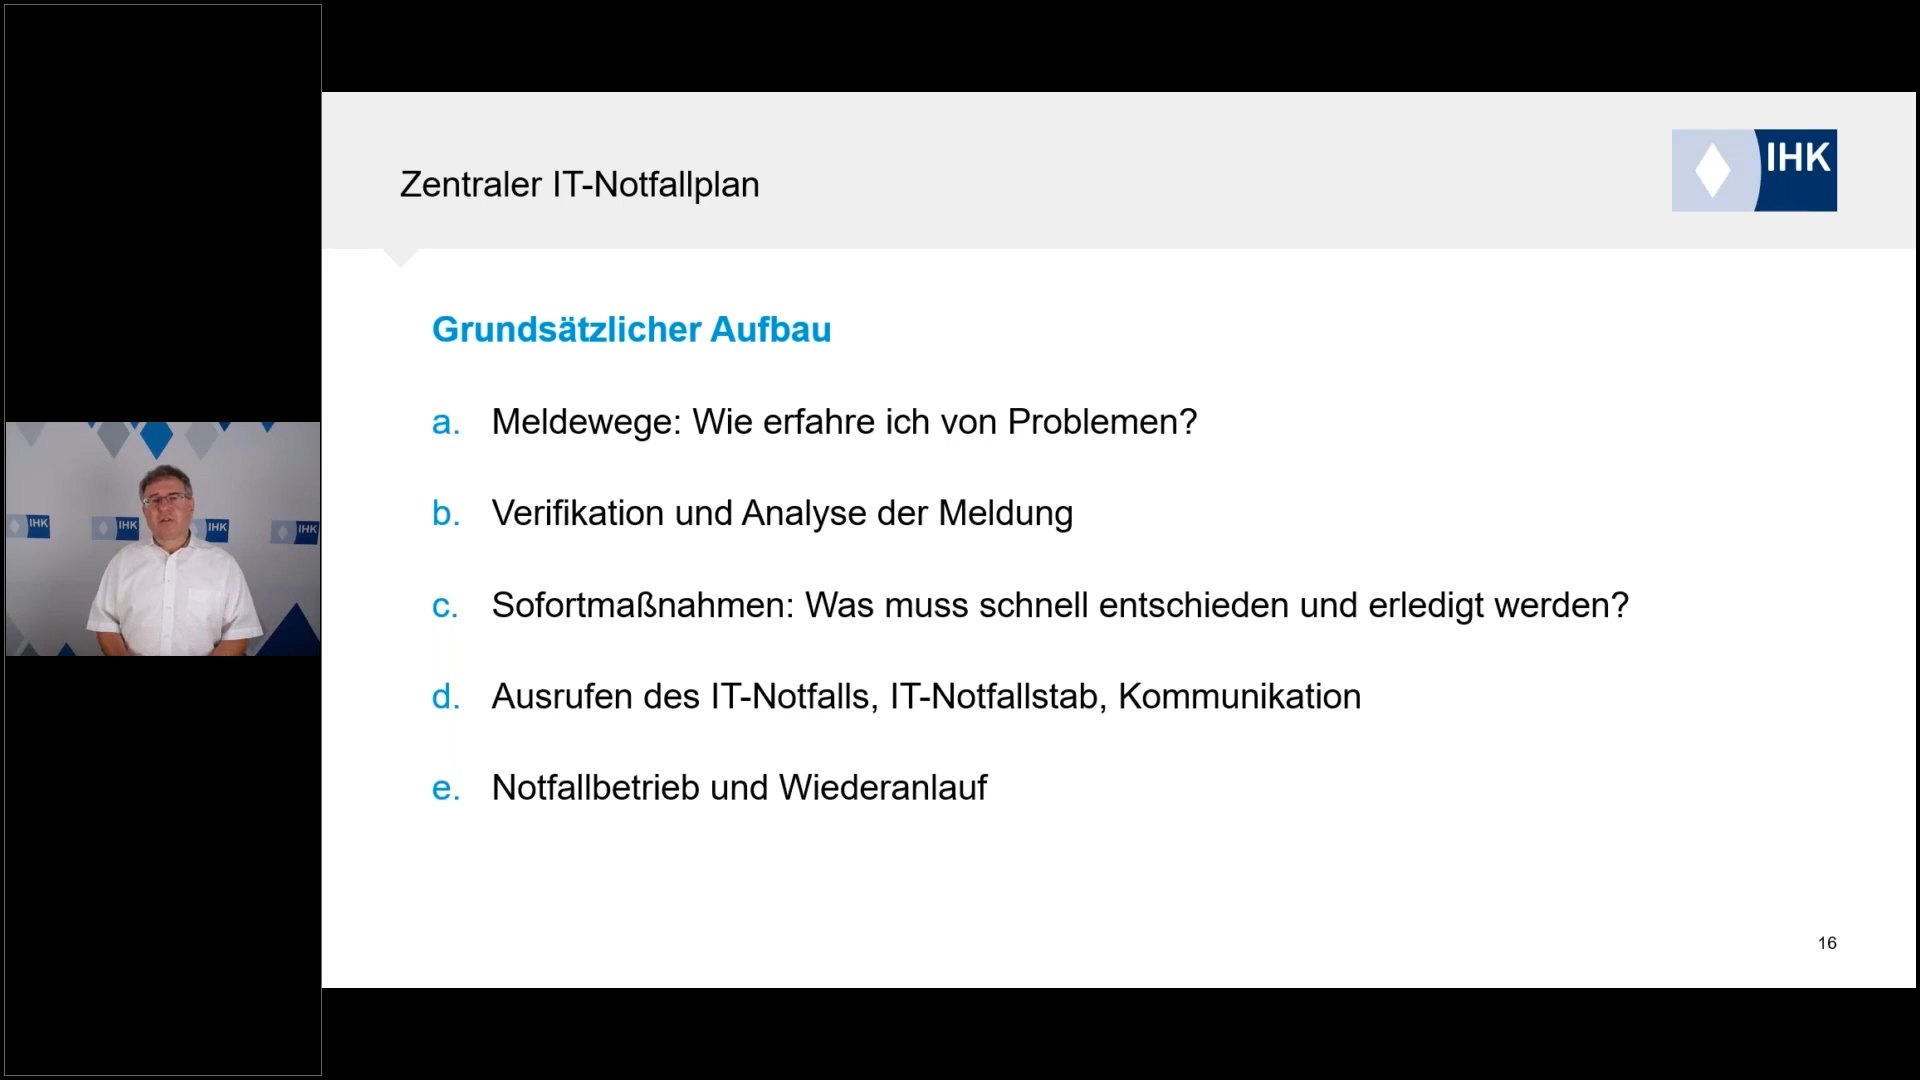 Zentraler IT-Notfallplan
IHK
Grundsätzlicher Aufbau
a. Meldewege: Wie erfahre ich von Problemen?
b. Verifikation und Analyse der Meldung
c. Sofortmaßnahmen: Was muss schnell entschieden und erledigt werden?
d. Ausrufen des IT-Notfalls, IT-Notfallstab, Kommunikation
e. Notfallbetrieb und Wiederanlauf
16
IHK
IHK
IHK
IHK